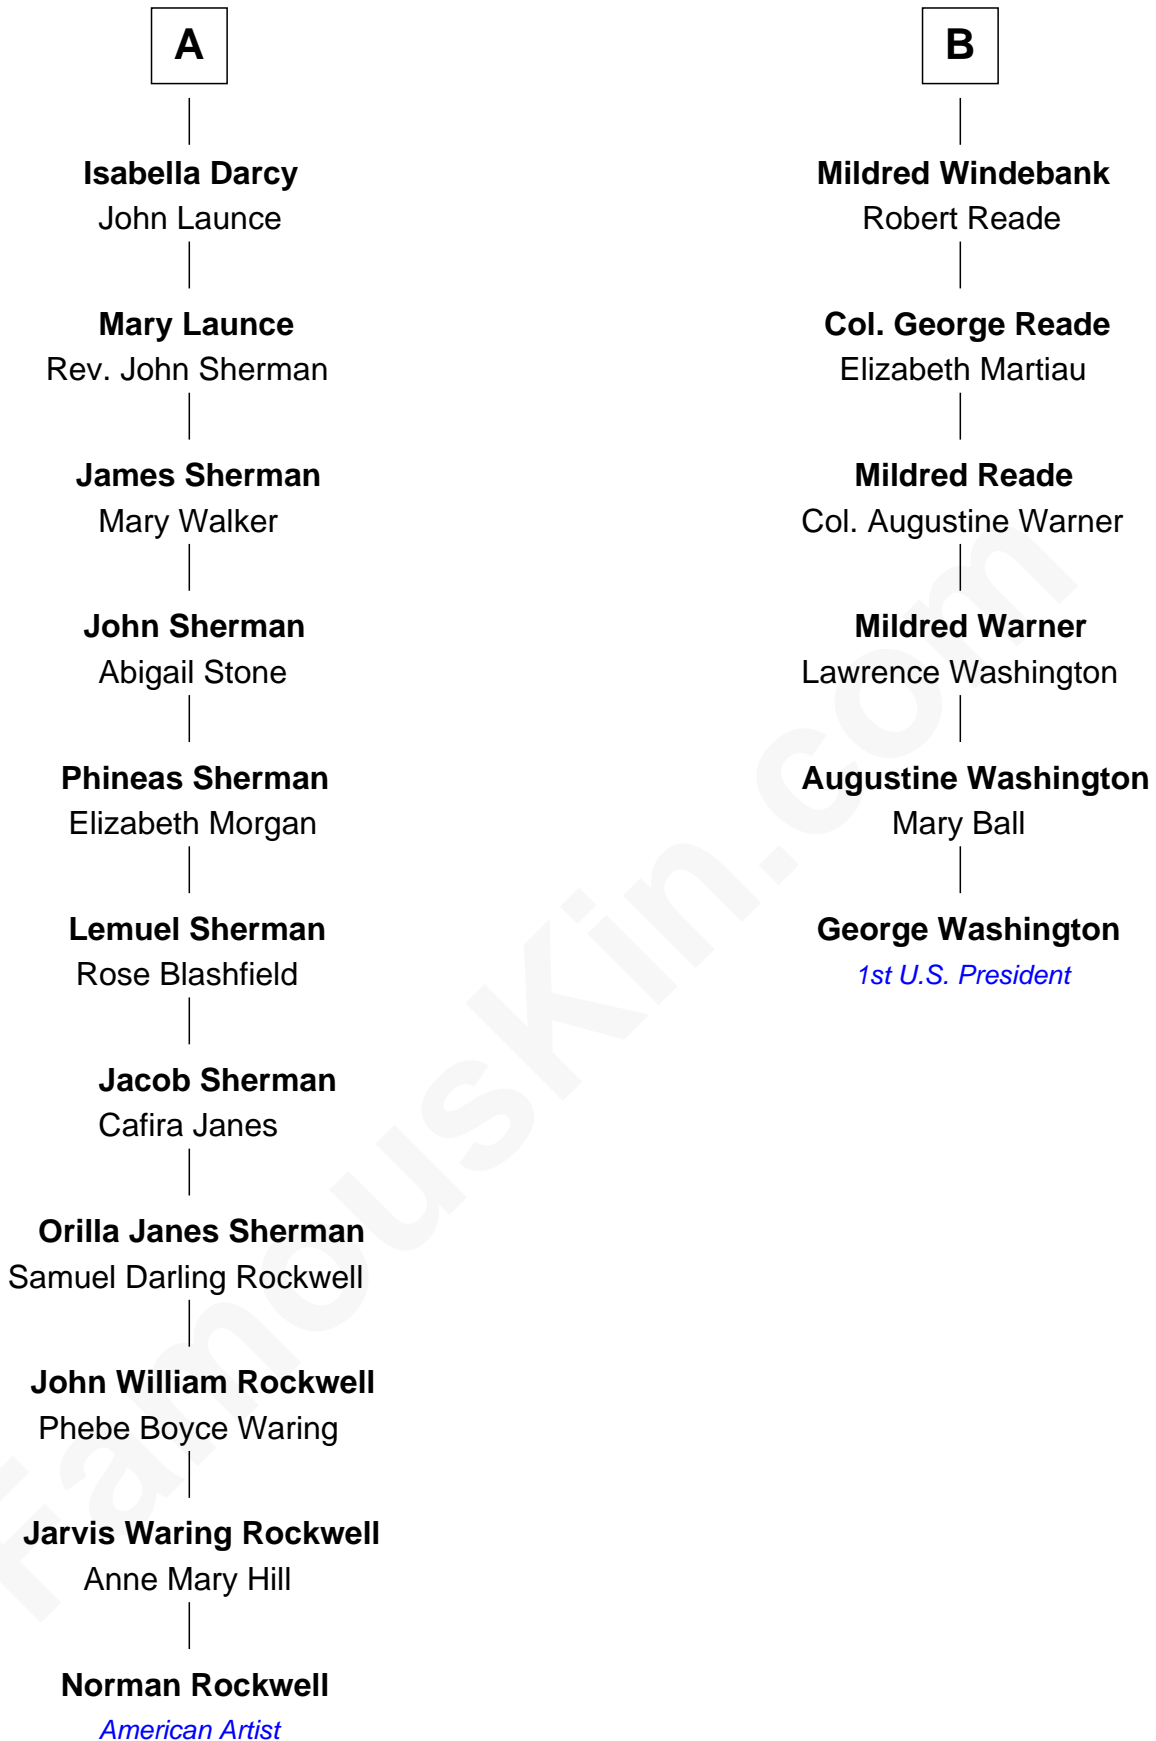 A
Isabella Darcy
John Launce
Mary Launce
Rev. John Sherman
James Sherman
Mary Walker
John Sherman
Abigail Stone
Phineas Sherman
Elizabeth Morgan
Lemuel Sherman
Rose Blashfield
Jacob Sherman
Cafira Janes
Orilla Janes Sherman
Samuel Darling Rockwell
John William Rockwell
Phebe Boyce Waring
Jarvis Waring Rockwell
Anne Mary Hill
Norman Rockwell
American Artist
B
Mildred Windebank
Robert Reade
Col. George Reade
Elizabeth Martiau
Mildred Reade
Col. Augustine Warner
Mildred Warner
Lawrence Washington
Augustine Washington
Mary Ball
George Washington
1st U.S. President
FamousKin.com